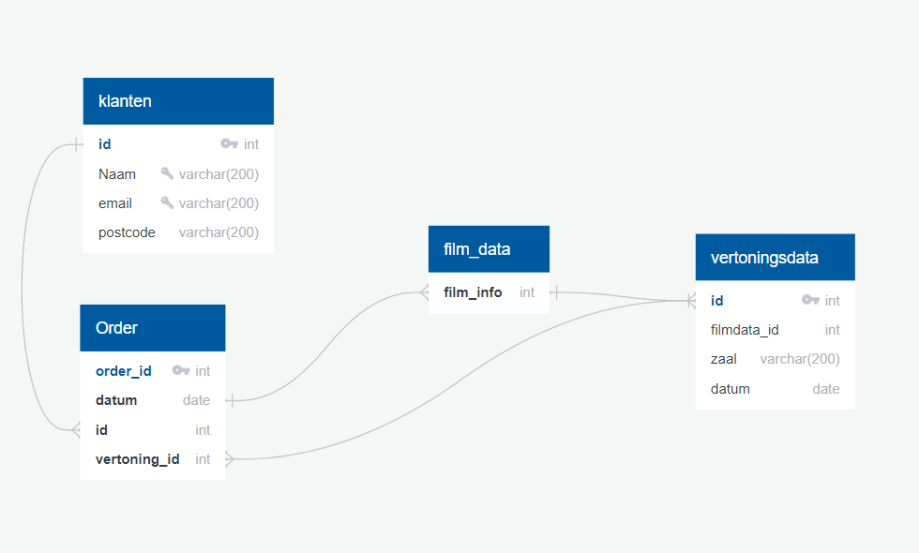 klanten
id int
Naam varchar(200)
email varchar(200)
postcode varchar(200)
Order
order_id int
datum date
id int
vertoning_id int
film_data
film_info int
vertoningsdata
id int
filmdata_id int
zaal varchar(200)
datum date